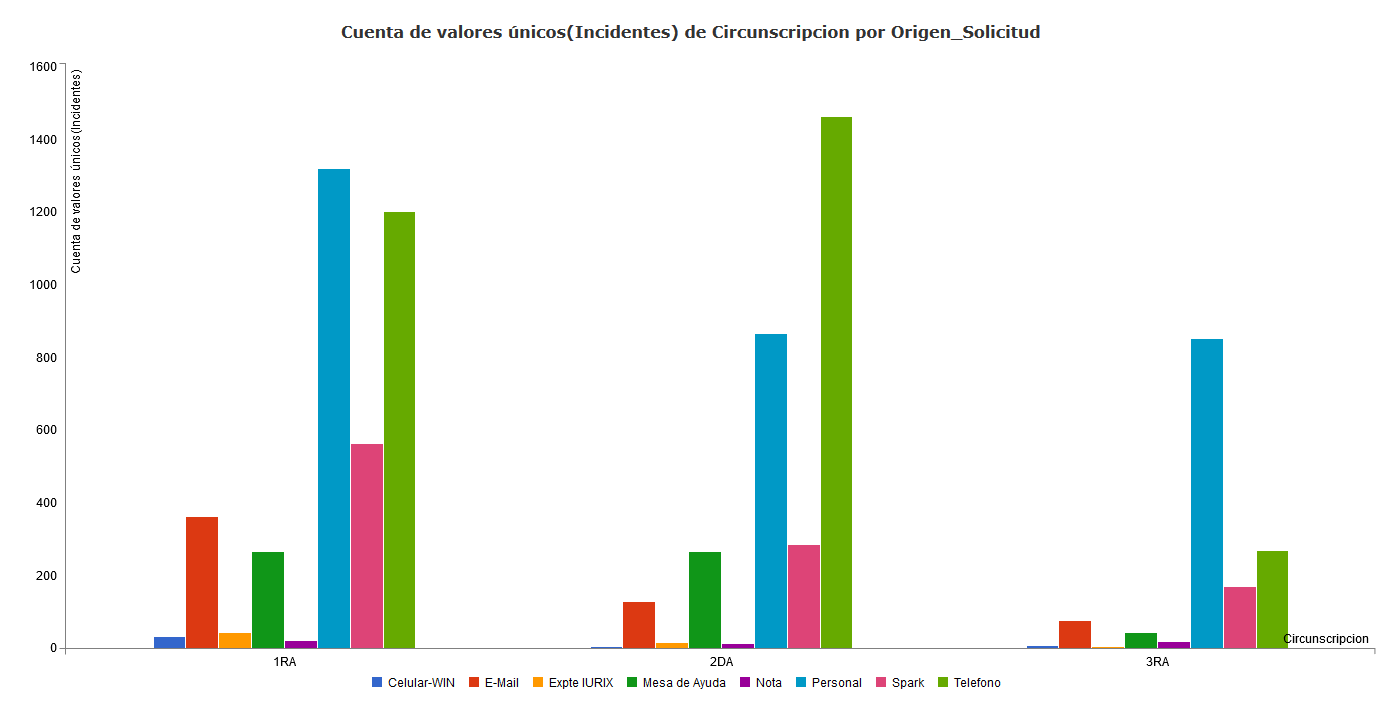 Cuenta de valores únicos(Incidentes) de Circunscripcion por Origen_Solicitud
Cuenta de valores únicos(Incidentes)
1600
1400
1200
1000
800
600
400
200
0
Circunscripcion
1RA 2DA 3RA
Celular-WIN E-Mail Expte IURIX Mesa de Ayuda Nota Personal Spark Telefono